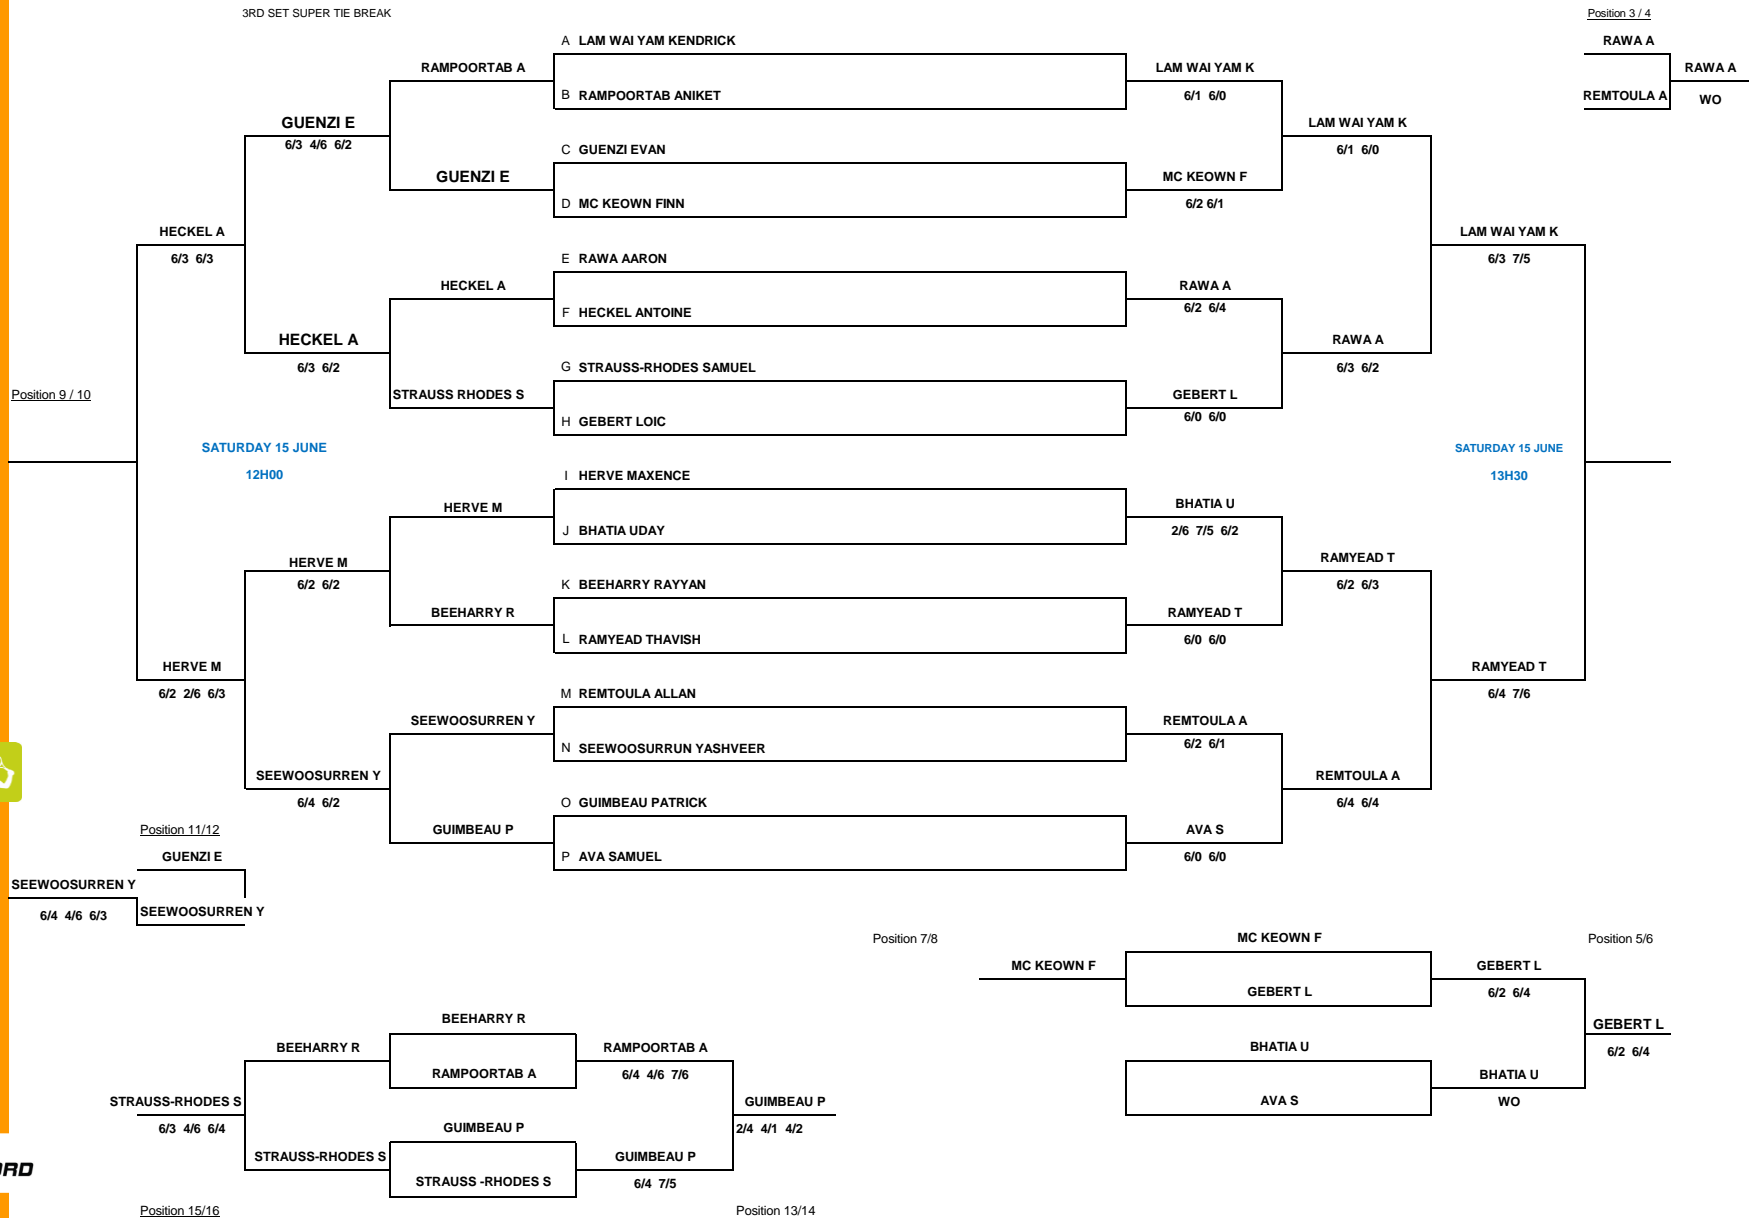 3RD SET SUPER TIE BREAK
Position 3 / 4
A LAM WAI YAM KENDRICK
RAWA A
RAMPOORTAB A
LAM WAI YAM K
RAWA A
B RAMPOORTAB ANIKET
6/1 6/0
REMTOULA A
WO
GUENZI E
LAM WAI YAM K
6/3 4/6 6/2
C GUENZI EVAN
6/1 6/0
GUENZI E
MC KEOWN F
D MC KEOWN FINN
6/2 6/1
HECKEL A
LAM WAI YAM K
6/3 6/3
E RAWA AARON
6/3 7/5
HECKEL A
RAWA A
F HECKEL ANTOINE
6/2 6/4
HECKEL A
RAWA A
6/3 6/2
G STRAUSS-RHODES SAMUEL
6/3 6/2
Position 9 / 10
STRAUSS RHODES S
GEBERT L
H GEBERT LOIC
6/0 6/0
SATURDAY 15 JUNE
SATURDAY 15 JUNE
12H00
I HERVE MAXENCE
13H30
HERVE M
BHATIA U
J BHATIA UDAY
2/6 7/5 6/2
HERVE M
RAMYEAD T
6/2 6/2
K BEEHARRY RAYYAN
6/2 6/3
BEEHARRY R
RAMYEAD T
L RAMYEAD THAVISH
6/0 6/0
HERVE M
RAMYEAD T
6/2 2/6 6/3
M REMTOULA ALLAN
6/4 7/6
SEEWOOSURREN Y
REMTOULA A
N SEEWOOSURRUN YASHVEER
6/2 6/1
SEEWOOSURREN Y
REMTOULA A
6/4 6/2
O GUIMBEAU PATRICK
6/4 6/4
Position 11/12
GUIMBEAU P
AVA S
GUENZI E
P AVA SAMUEL
6/0 6/0
SEEWOOSURREN Y
6/4 4/6 6/3
SEEWOOSURREN Y
Position 7/8
MC KEOWN F
Position 5/6
MC KEOWN F
GEBERT L
GEBERT L
6/2 6/4
BEEHARRY R
GEBERT L
BEEHARRY R
RAMPOORTAB A
BHATIA U
6/2 6/4
RAMPOORTAB A
6/4 4/6 7/6
BHATIA U
STRAUSS-RHODES S
GUIMBEAU P
AVA S
WO
6/3 4/6 6/4
GUIMBEAU P
2/4 4/1 4/2
STRAUSS-RHODES S
GUIMBEAU P
STRAUSS -RHODES S
6/4 7/5
Position 15/16
Position 13/14